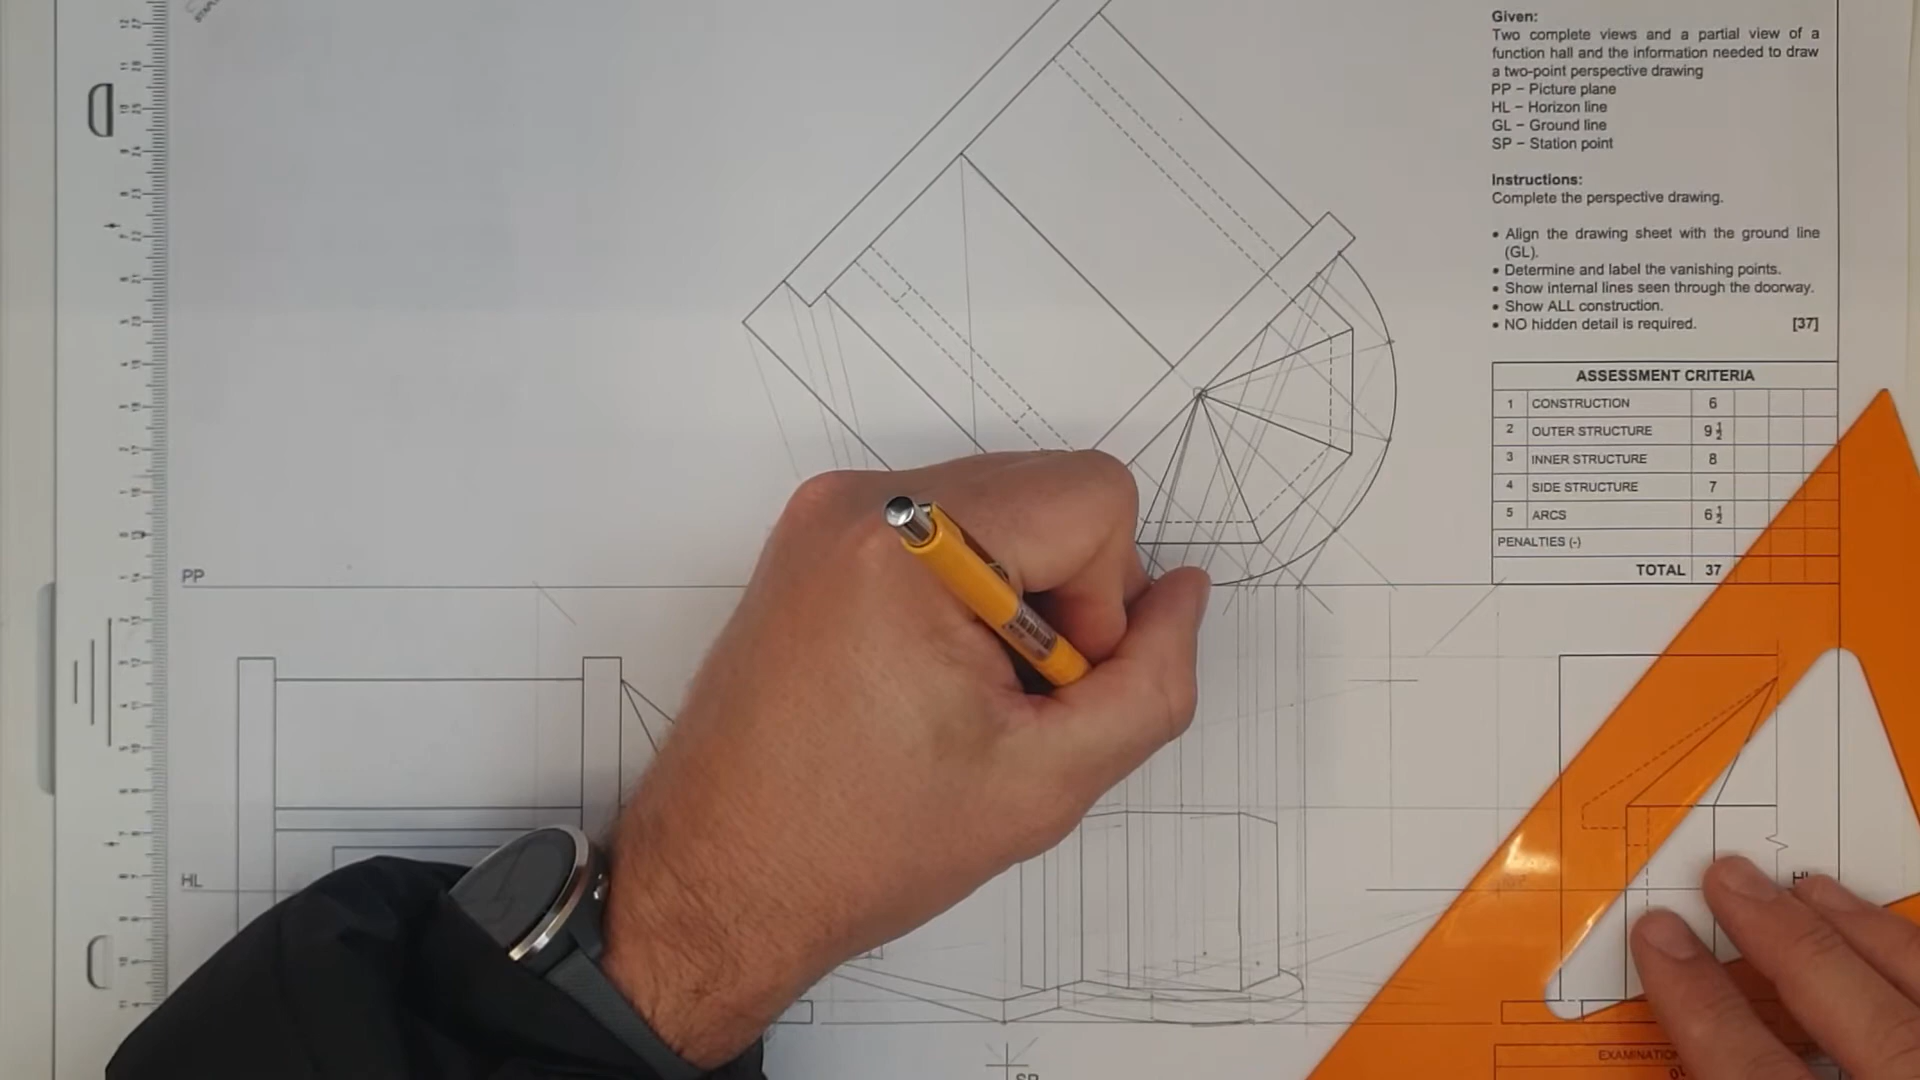 Given:
Two complete views and a partial view of a
function hall and the information needed to draw
a two-point perspective drawing
PP – Picture plane
HL – Horizon line
GL – Ground line
SP – Station point
Instructions:
Complete the perspective drawing.
• Align the drawing sheet with the ground line
(GL).
• Determine and label the vanishing points.
• Show internal lines seen through the doorway.
• Show ALL construction.
• NO hidden detail is required. [37]
ASSESSMENT CRITERIA
1 CONSTRUCTION 6
2 OUTER STRUCTURE 9½
3 INNER STRUCTURE 8
4 SIDE STRUCTURE 7
5 ARCS 6½
PENALTIES (-)
TOTAL 37
PP
HL
HL
SP